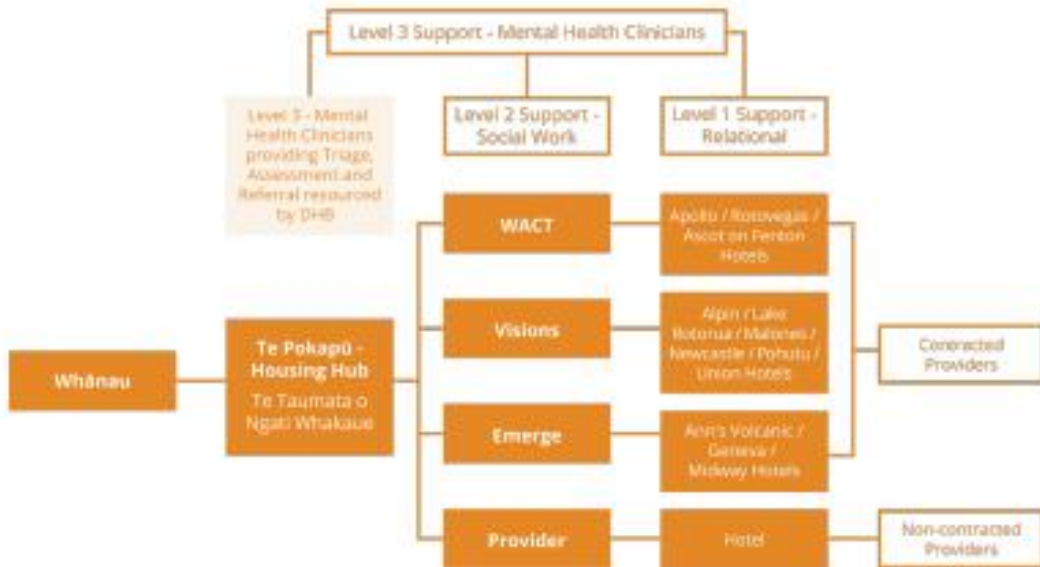 Level 3 Support - Mental Health Clinicians
Level 3 - Mental
Health Clinicians
providing Triage,
Assessment and
Referral resourced
by DHB
Level 2 Support -
Social Work
Level 1 Support -
Relational
WACT
Apollo / Rotovegas /
Ascot on Fenton
Hotels
Visions
Alpin / Lake
Rotorua / Malones /
Newcastle / Pohutu /
Union Hotels
Contracted
Providers
Whānau
Te Pokapū -
Housing Hub
Te Taumata o
Ngati Whakaue
Emerge
Ann's Volcanic /
Geneva /
Midway Hotels
Provider
Hotel
Non-contracted
Providers